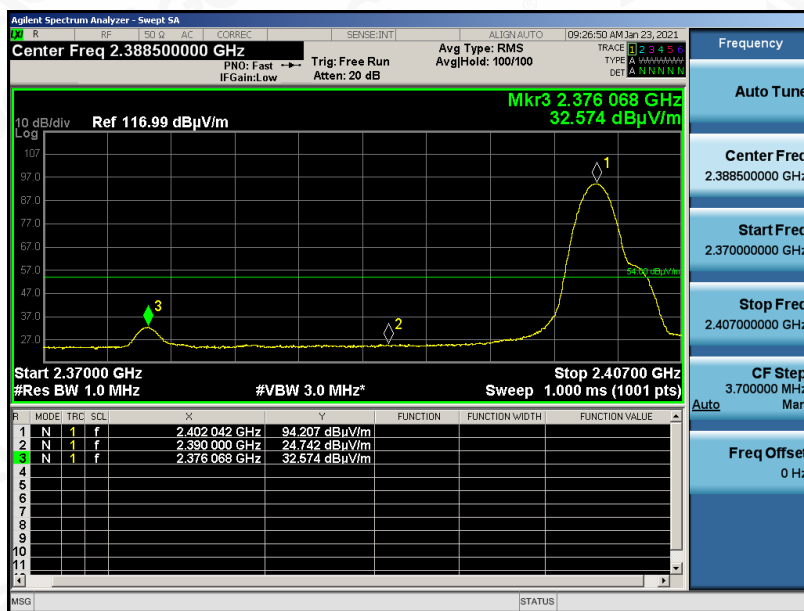 Agilent Spectrum Analyzer - Swept SA
LXI R RF 50 Ω AC CORREC SENSE:INT ALIGN AUTO 09:26:50 AM Jan 23, 2021
Center Freq 2.388500000 GHz
PNO: Fast
IFGain:Low
Trig: Free Run
Atten: 20 dB
Avg Type: RMS
Avg|Hold: 100/100
TRACE 1 2 3 4 5 6
TYPE A WWWWW
DET A N N N N N
Mkr3 2.376 068 GHz
32.574 dBµV/m
10 dB/div Ref 116.99 dBµV/m
Log
107
97.0
87.0
77.0
67.0
57.0
47.0
37.0
27.0
1
2
3
54.00 dBµV/m
Start 2.37000 GHz Stop 2.40700 GHz
#Res BW 1.0 MHz #VBW 3.0 MHz* Sweep 1.000 ms (1001 pts)
R MODE TRC SCL X Y FUNCTION FUNCTION WIDTH FUNCTION VALUE
1 N 1 f 2.402 042 GHz 94.207 dBµV/m
2 N 1 f 2.390 000 GHz 24.742 dBµV/m
3 N 1 f 2.376 068 GHz 32.574 dBµV/m
4
5
6
7
8
9
10
11
MSG STATUS
Frequency
Auto Tune
Center Freq
2.388500000 GHz
Start Freq
2.370000000 GHz
Stop Freq
2.407000000 GHz
CF Step
3.700000 MHz
Auto Man
Freq Offset
0 Hz